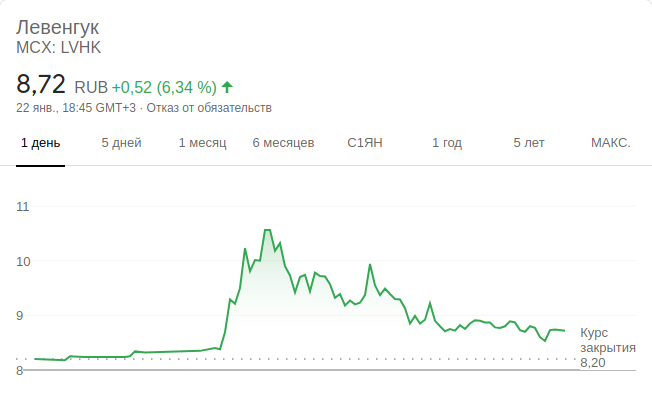 Левенгук
MCX: LVHK
8,72 RUB +0,52 (6,34 %)
22 янв., 18:45 GMT+3 · Отказ от обязательств
1 день 5 дней 1 месяц 6 месяцев С1ЯН 1 год 5 лет МАКС.
11
10
9
8
Курс
закрытия
8,20